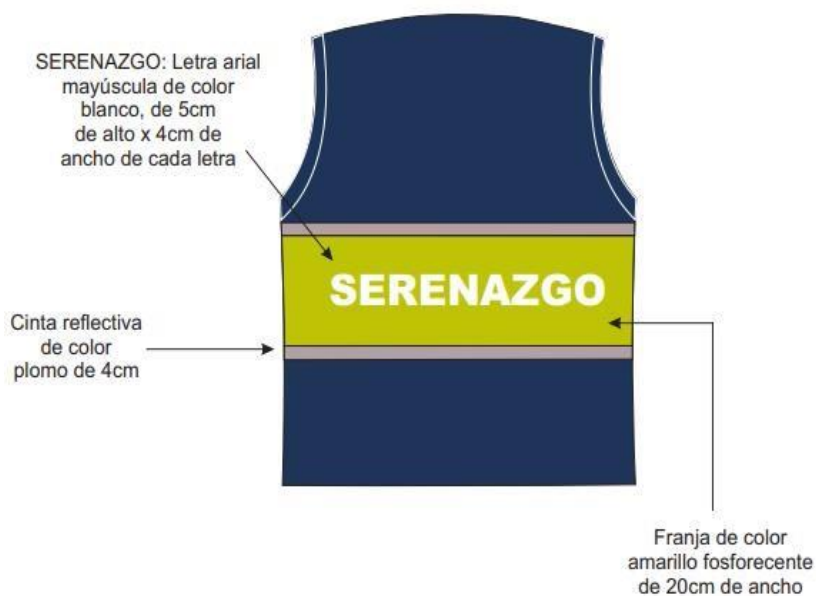 SERENAZGO: Letra arial
mayúscula de color
blanco, de 5cm
de alto x 4cm de
ancho de cada letra
SERENAZGO
Cinta reflectiva
de color
plomo de 4cm
Franja de color
amarillo fosforecente
de 20cm de ancho